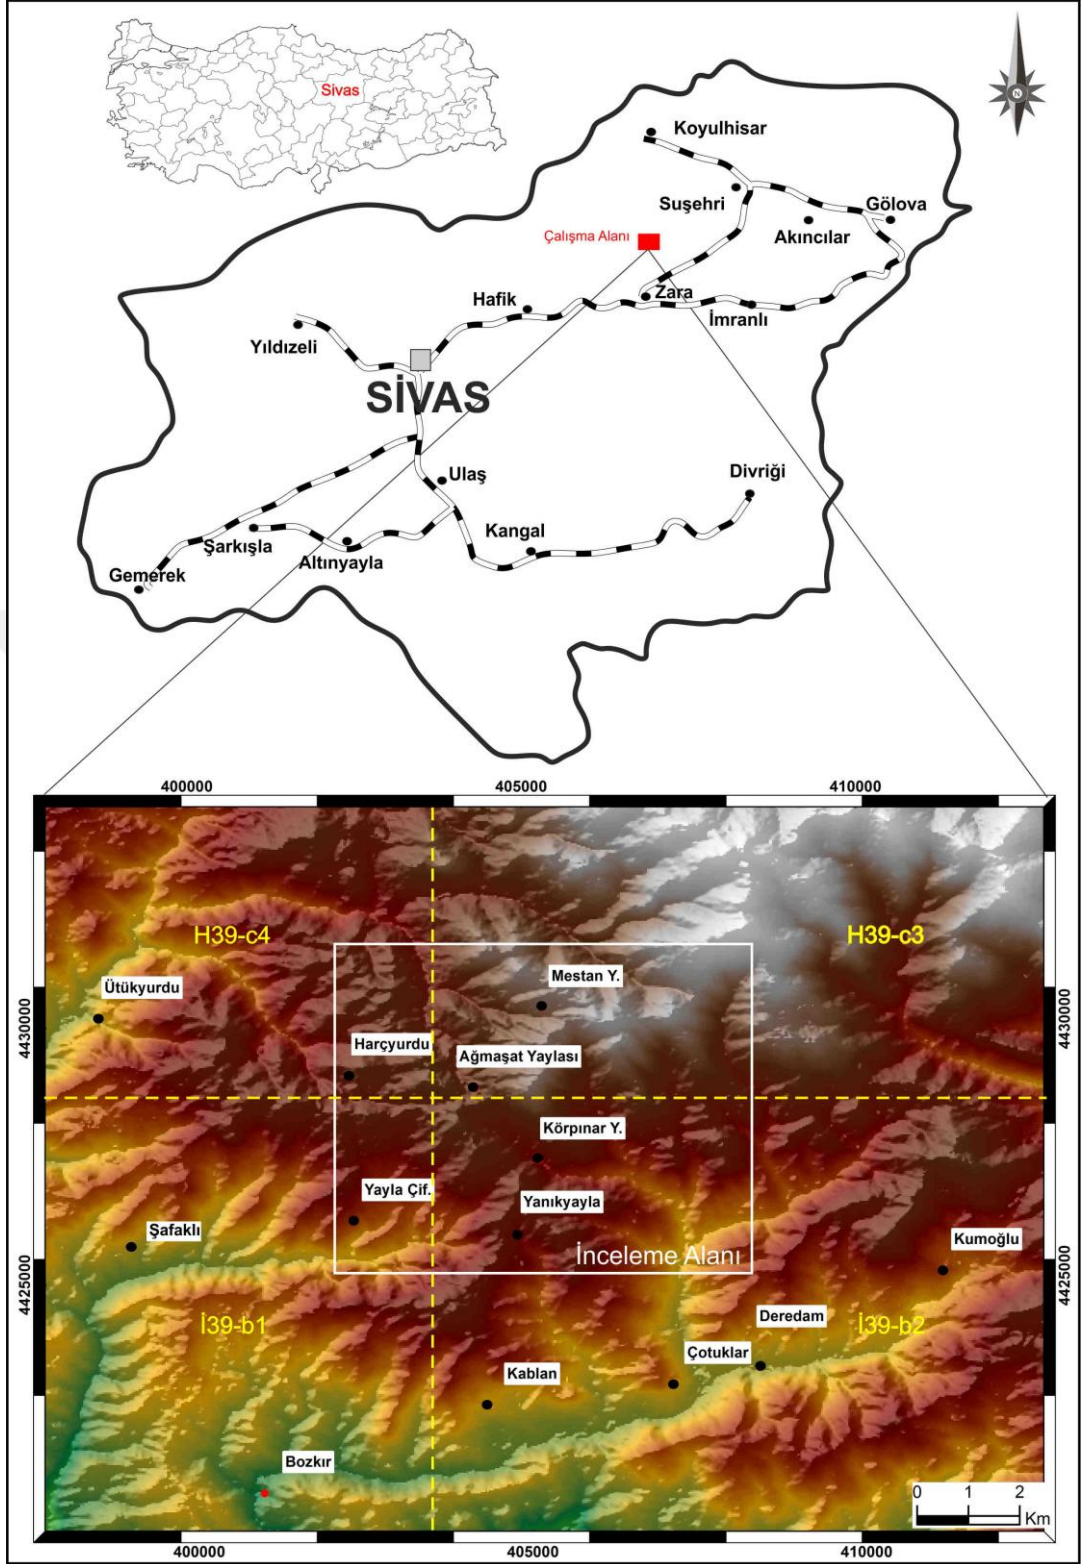 Sivas
N
Koyulhisar
Suşehri
Gölova
Akıncılar
Çalışma Alanı
Zara
Hafik
İmranlı
Yıldızeli
SİVAS
Ulaş
Divriği
Kangal
Şarkışla
Altınyayla
Gemerek
400000
405000
410000
H39-c4
H39-c3
Mestan Y.
Ütükyurdu
4430000
4430000
Harçyurdu
Ağmaşat Yaylası
Körpınar Y.
Yayla Çif.
Yanıkyayla
Şafaklı
Kumoğlu
İnceleme Alanı
4425000
4425000
Deredam
İ39-b1
İ39-b2
Çotuklar
Kablan
Bozkır
0 1 2
Km
400000
405000
410000